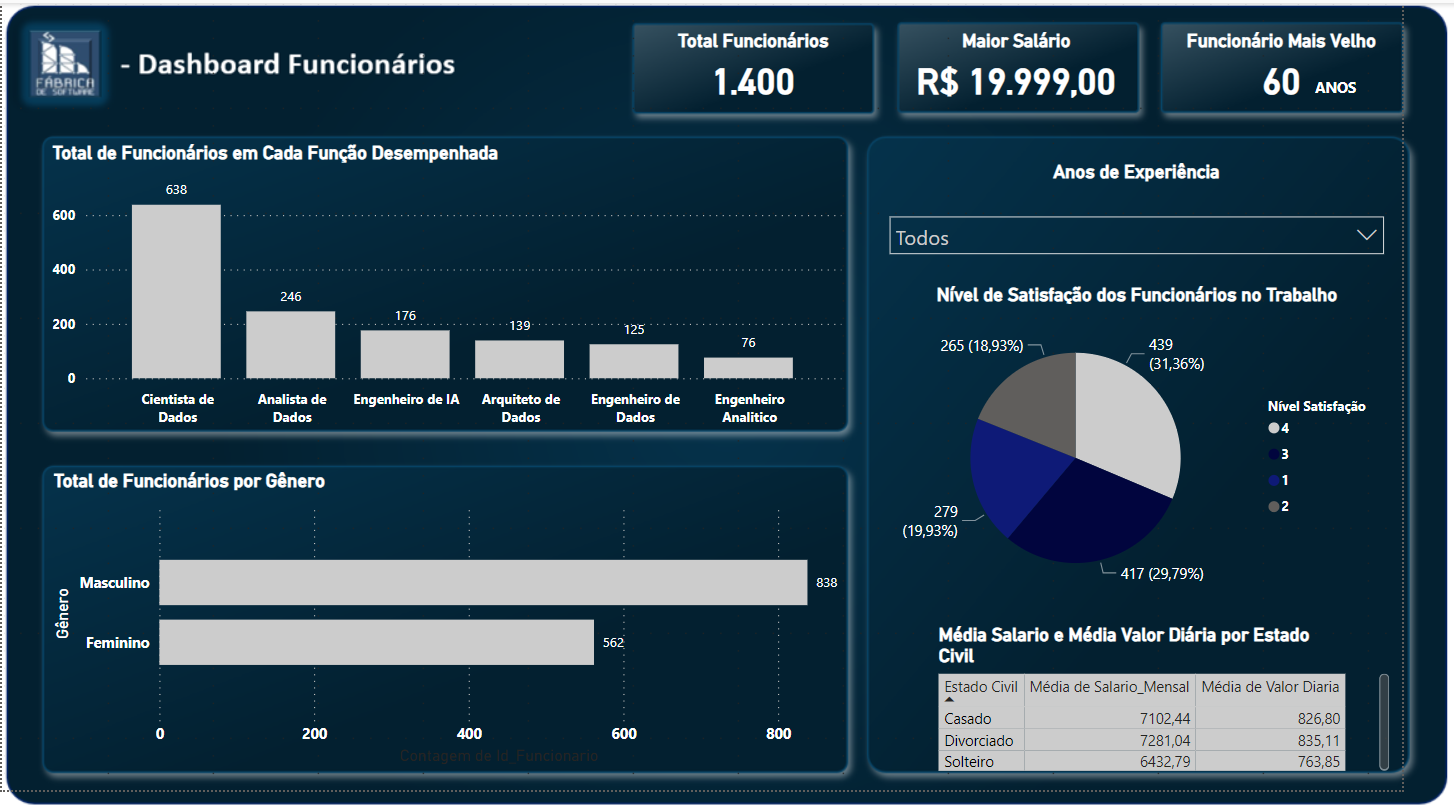 FÁBRICA
DE SOFTWARE
- Dashboard Funcionários
Total Funcionários
1.400
Maior Salário
R$ 19.999,00
Funcionário Mais Velho
60 ANOS
Total de Funcionários em Cada Função Desempenhada
600
400
200
0
638
246
176
139
125
76
Cientista de
Dados
Analista de
Dados
Engenheiro de IA
Arquiteto de
Dados
Engenheiro de
Dados
Engenheiro
Analitico
Total de Funcionários por Gênero
Gênero
Masculino
838
Feminino
562
0
200
400
600
800
Contagem de Id_Funcionario
Anos de Experiência
Todos
Nível de Satisfação dos Funcionários no Trabalho
265 (18,93%)
439
(31,36%)
279
(19,93%)
417 (29,79%)
Nível Satisfação
4
3
1
2
Média Salario e Média Valor Diária por Estado
Civil
Estado Civil Média de Salario_Mensal Média de Valor Diaria
Casado 7102,44 826,80
Divorciado 7281,04 835,11
Solteiro 6432,79 763,85